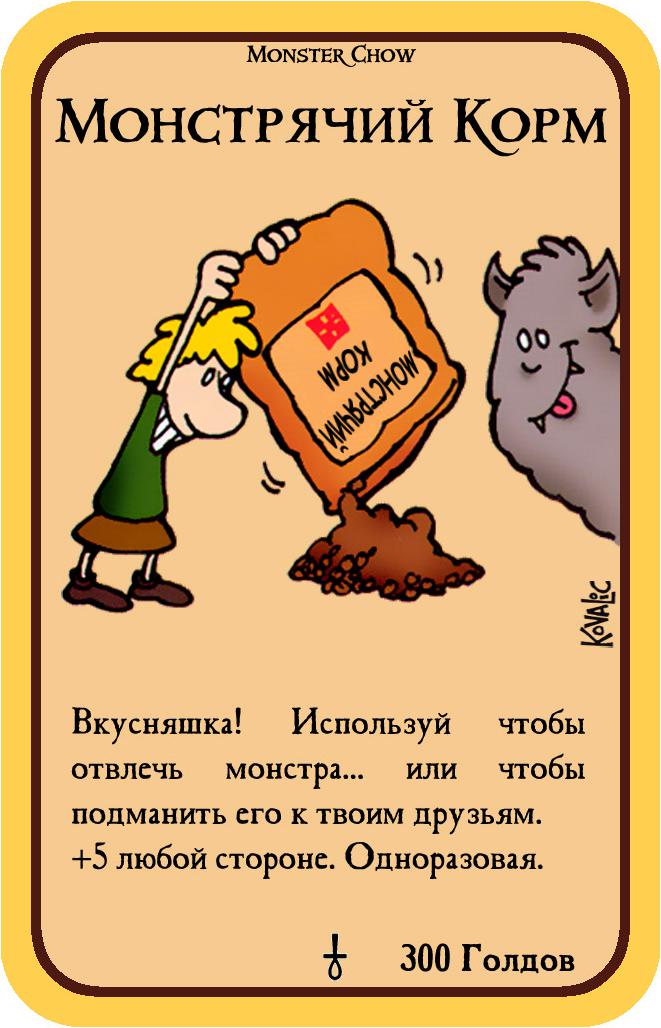 Monster Chow
Монстрячий Корм
МОНСТРЯЧИЙ
КОРМ
Kovalic
Вкусняшка! Используй чтобы
отвлечь монстра... или чтобы
подманить его к твоим друзьям.
+5 любой стороне. Одноразовая.
300 Голдов